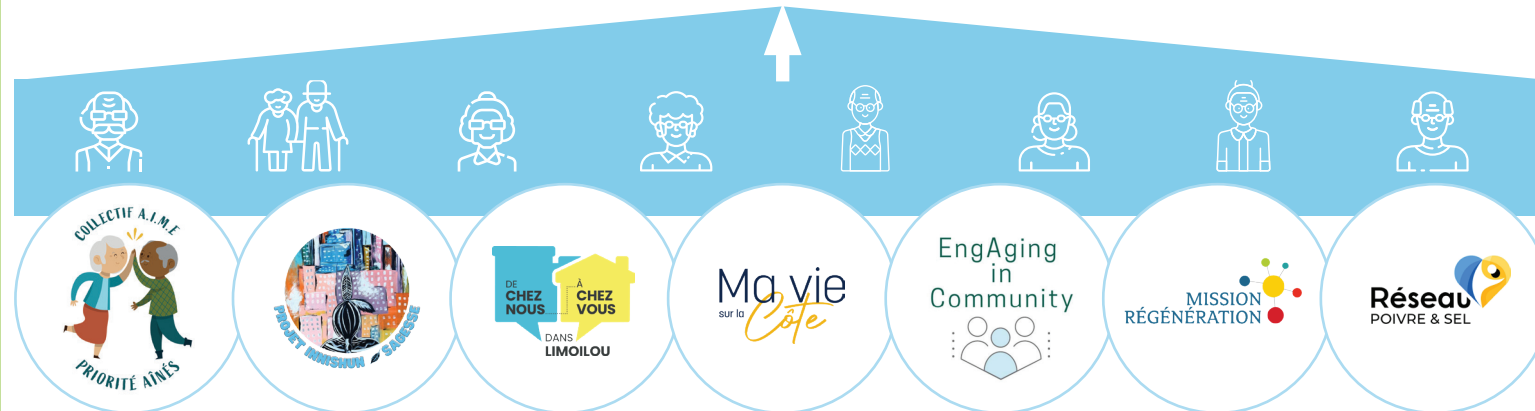 COLLECTIF A.I.M.E
PRIORITÉ AÎNÉS
PROJET INNISHUN SAGESSE
DE
CHEZ
NOUS
À
CHEZ
VOUS
DANS
LIMOILOU
Ma vie
sur la
Côte
EngAging
in
Community
MISSION
RÉGÉNÉRATION
Réseau
POIVRE & SEL